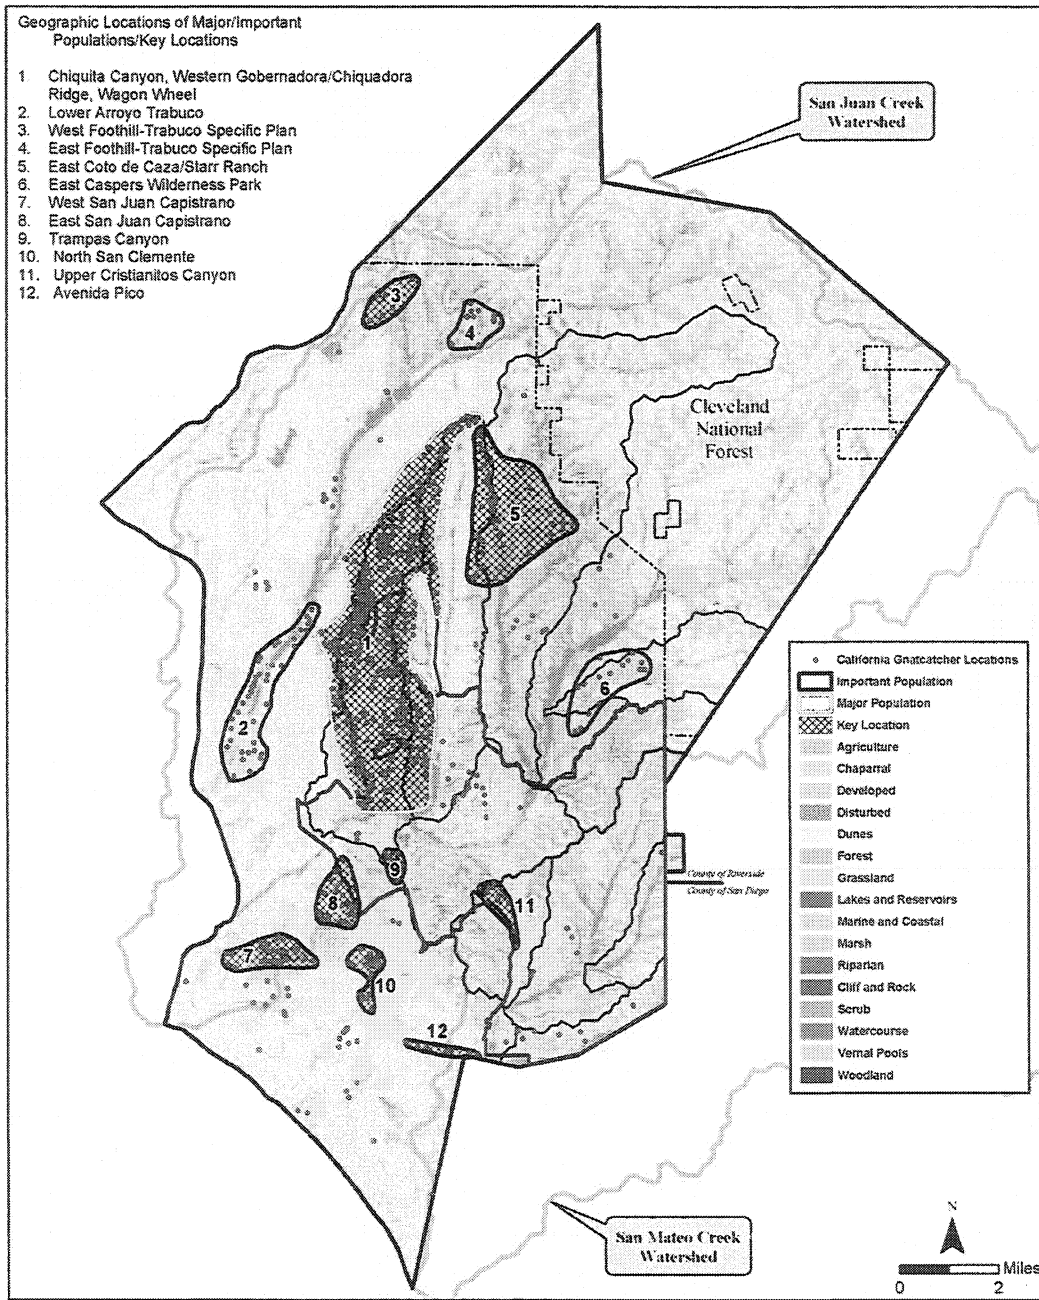 Geographic Locations of Major/Important
Populations/Key Locations
1 Chiquita Canyon, Western Gobernadora/Chiquadora
Ridge, Wagon Wheel
2. Lower Arroyo Trabuco
3. West Foothill-Trabuco Specific Plan
4. East Foothill-Trabuco Specific Plan
5. East Coto de Caza/Starr Ranch
6. East Caspers Wilderness Park
7. West San Juan Capistrano
8. East San Juan Capistrano
9. Trampas Canyon
10. North San Clemente
11. Upper Cristianitos Canyon
12. Avenida Pico
San Juan Creek
Watershed
3
4
Cleveland
National
Forest
5
1
6
2
9
8
11
7
10
12
County of Riverside
County of San Diego
California Gnatcatcher Locations
Important Population
Major Population
Key Location
Agriculture
Chaparral
Developed
Disturbed
Dunes
Forest
Grassland
Lakes and Reservoirs
Marine and Coastal
Marsh
Riparian
Cliff and Rock
Scrub
Watercourse
Vernal Pools
Woodland
San Mateo Creek
Watershed
N
Miles
0 2